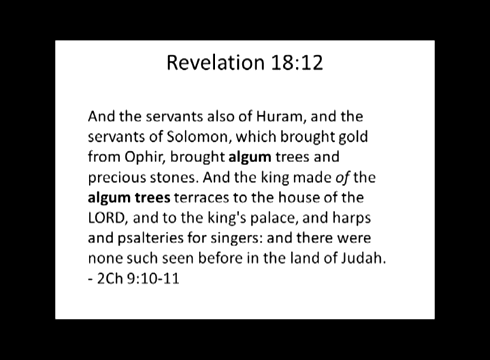 Revelation 18:12
And the servants also of Huram, and the
servants of Solomon, which brought gold
from Ophir, brought algum trees and
precious stones. And the king made of the
algum trees terraces to the house of the
LORD, and to the king's palace, and harps
and psalteries for singers: and there were
none such seen before in the land of Judah.
- 2Ch 9:10-11